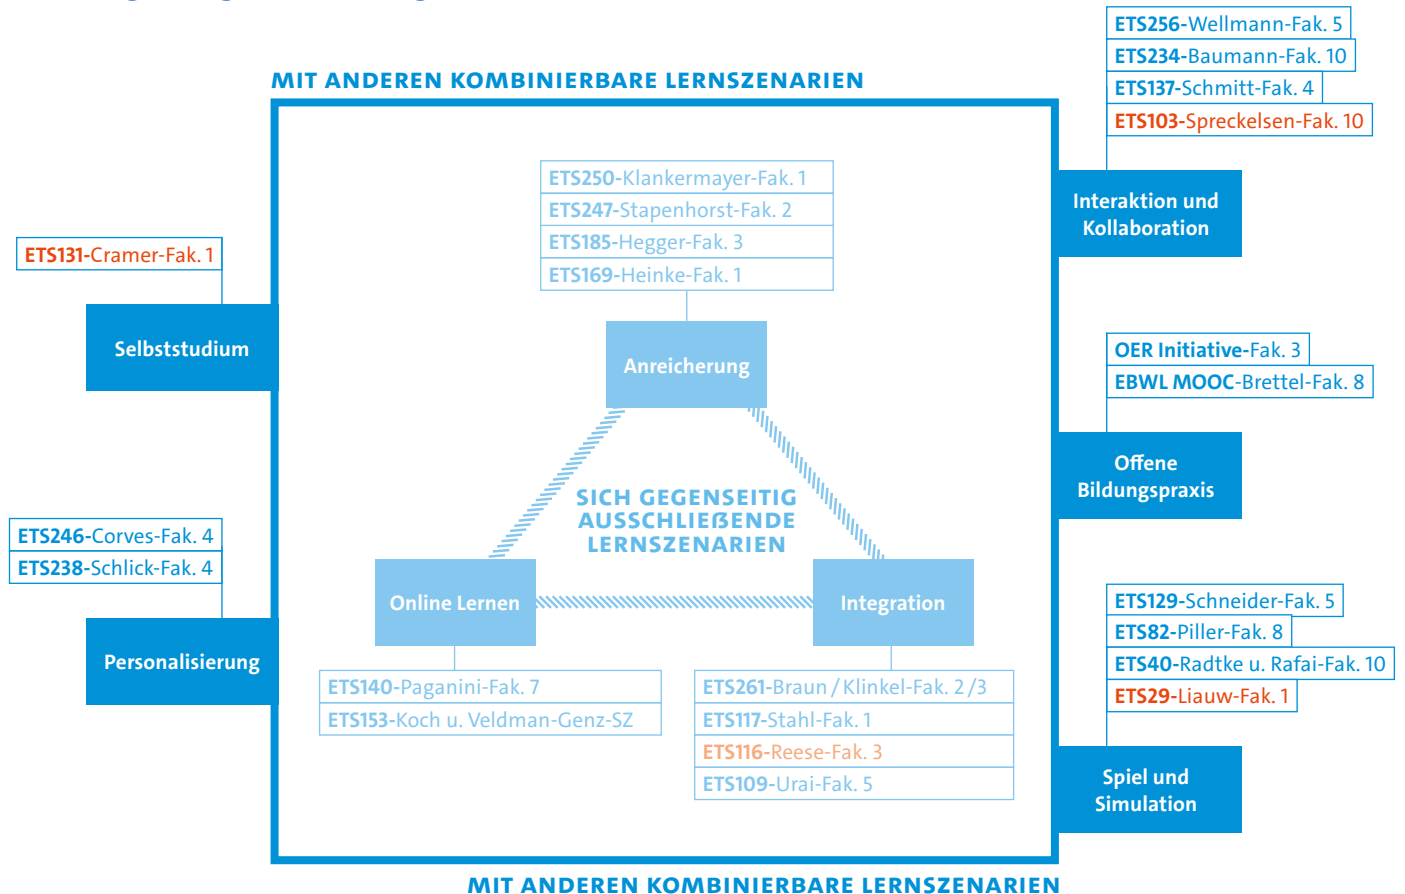 MIT ANDEREN KOMBINIERBARE LERNSZENARIEN
ETS256-Wellmann-Fak. 5
ETS234-Baumann-Fak. 10
ETS137-Schmitt-Fak. 4
ETS103-Spreckelsen-Fak. 10
Interaktion und
Kollaboration
ETS250-Klankermayer-Fak. 1
ETS247-Stapenhorst-Fak. 2
ETS185-Hegger-Fak. 3
ETS169-Heinke-Fak. 1
Anreicherung
ETS131-Cramer-Fak. 1
Selbststudium
OER Initiative-Fak. 3
EBWL MOOC-Brettel-Fak. 8
Offene
Bildungspraxis
SICH GEGENSEITIG
AUSSCHLIEßENDE
LERNSZENARIEN
ETS246-Corves-Fak. 4
ETS238-Schlick-Fak. 4
Personalisierung
Online Lernen
Integration
ETS140-Paganini-Fak. 7
ETS153-Koch u. Veldman-Genz-SZ
ETS261-Braun / Klinkel-Fak. 2 /3
ETS117-Stahl-Fak. 1
ETS116-Reese-Fak. 3
ETS109-Urai-Fak. 5
ETS129-Schneider-Fak. 5
ETS82-Piller-Fak. 8
ETS40-Radtke u. Rafai-Fak. 10
ETS29-Liauw-Fak. 1
Spiel und
Simulation
MIT ANDEREN KOMBINIERBARE LERNSZENARIEN